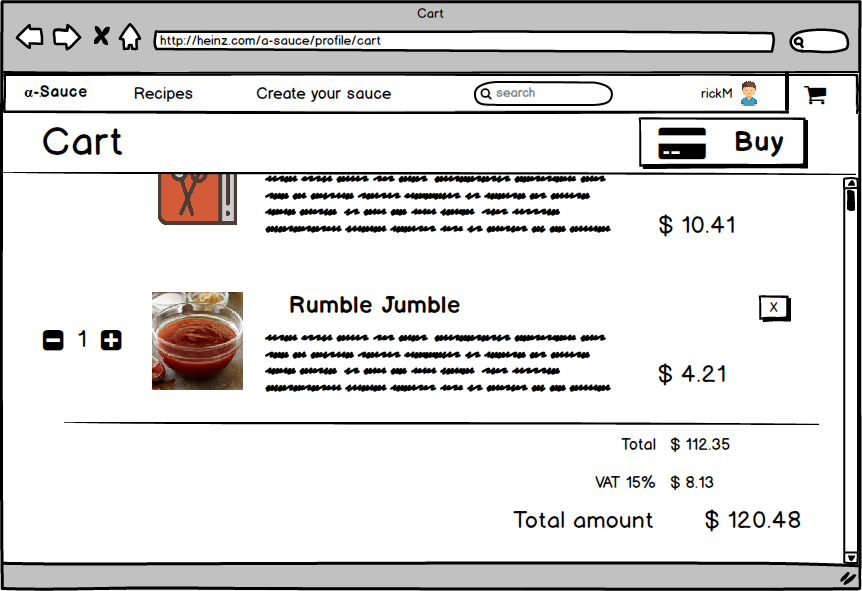 Cart
http://heinz.com/a-sauce/profile/cart
α-Sauce Recipes Create your sauce search rickM
Cart Buy
$ 10.41
Rumble Jumble X
1
$ 4.21
Total $ 112.35
VAT 15% $ 8.13
Total amount $ 120.48